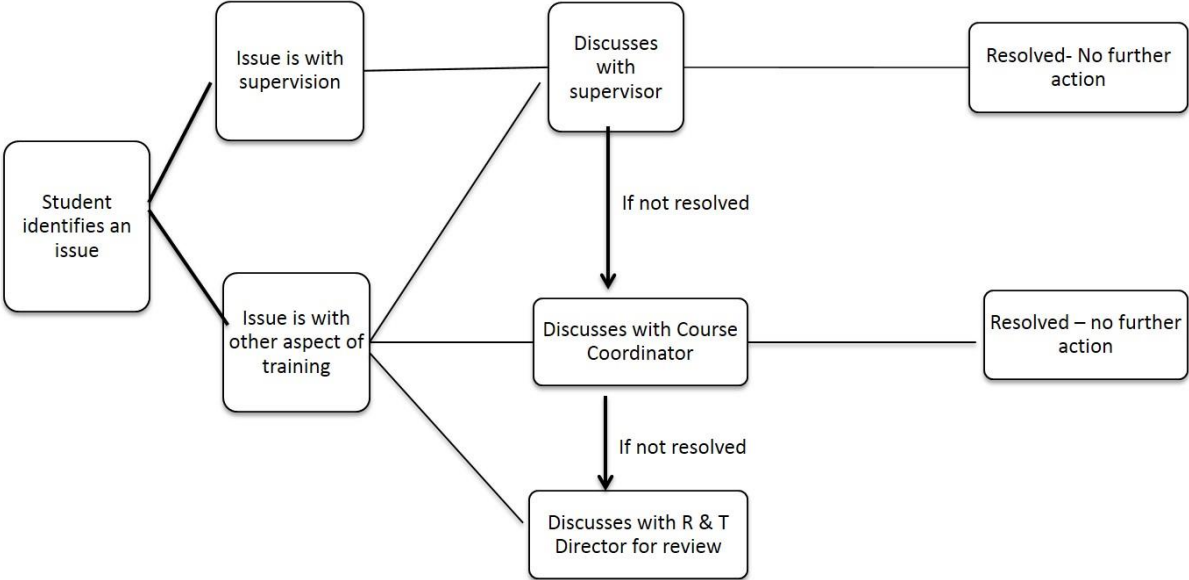 Student
identifies an
issue
Issue is with
supervision
Issue is with
other aspect of
training
Discusses
with
supervisor
If not resolved
Discusses with Course
Coordinator
If not resolved
Discusses with R & T
Director for review
Resolved- No further
action
Resolved – no further
action